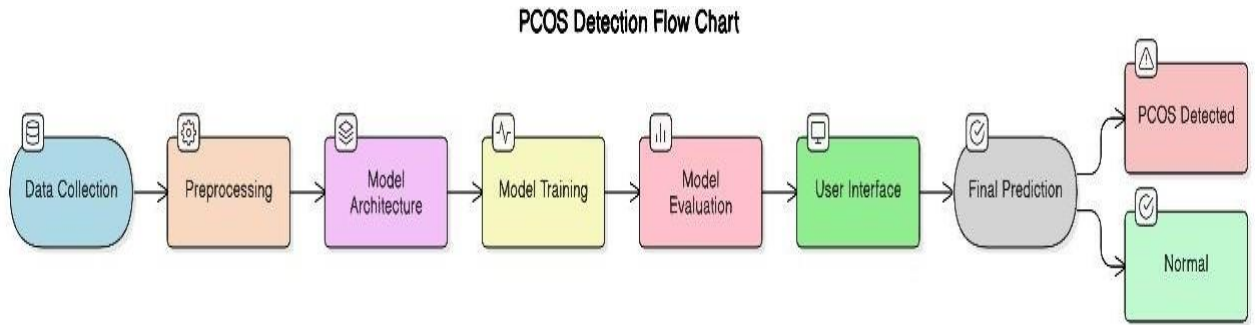 PCOS Detection Flow Chart
Data Collection
Preprocessing
Model
Architecture
Model Training
Model
Evaluation
User Interface
Final Prediction
PCOS Detected
Normal